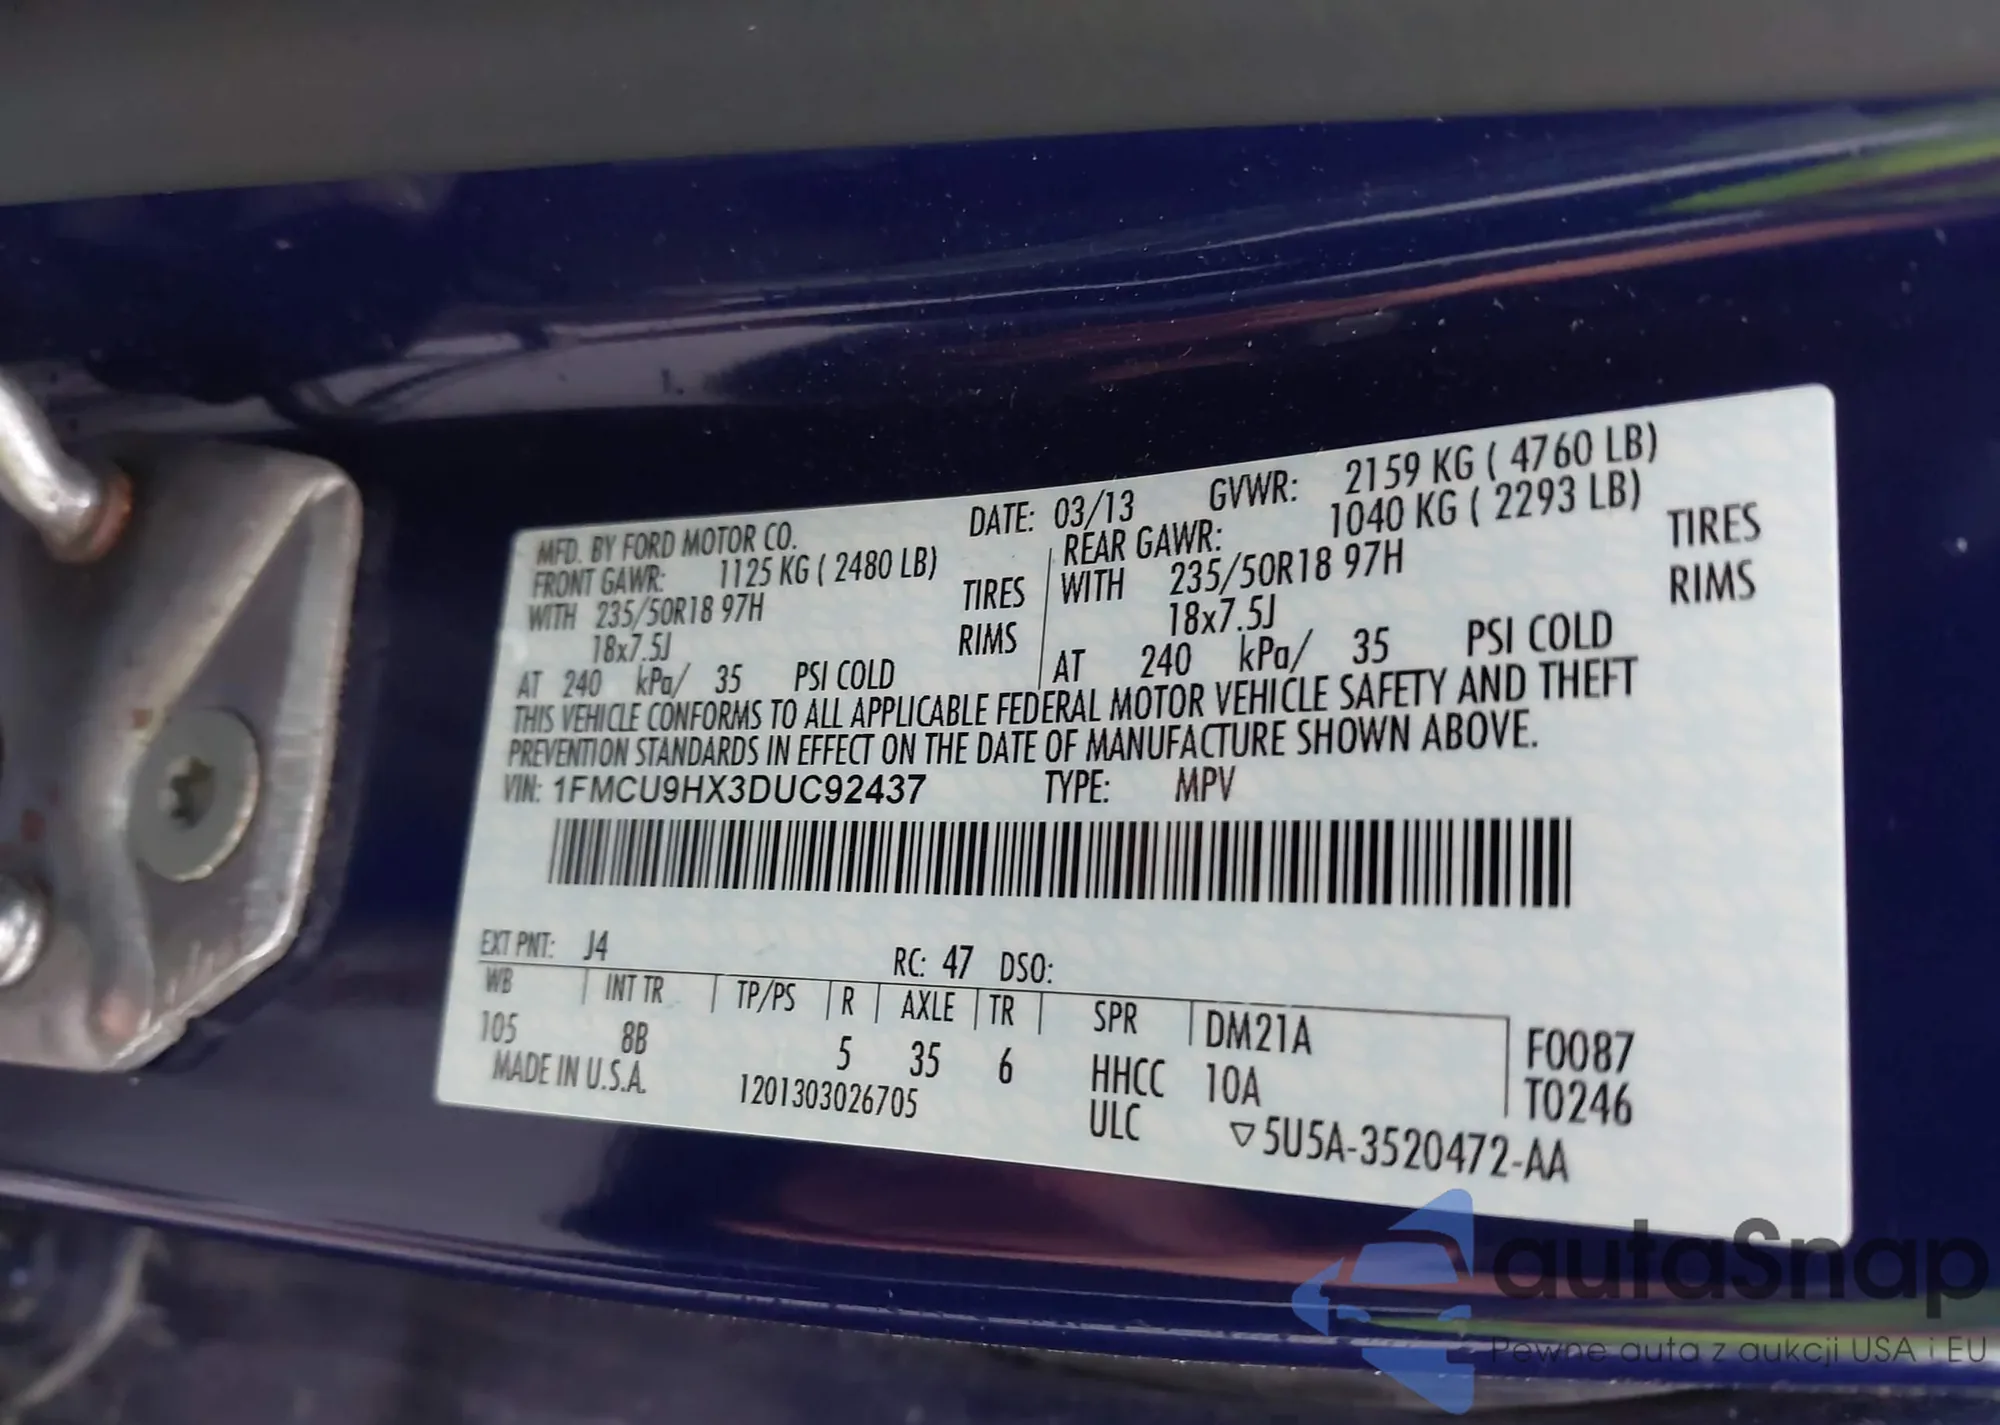 MFD. BY FORD MOTOR CO. DATE: 03/13 GVWR: 2159 KG ( 4760 LB)
FRONT GAWR: 1125 KG ( 2480 LB) REAR GAWR: 1040 KG ( 2293 LB)
WITH 235/50R18 97H TIRES WITH 235/50R18 97H TIRES
18x7.5J RIMS 18x7.5J RIMS
AT 240 kPa/ 35 PSI COLD AT 240 kPa/ 35 PSI COLD
THIS VEHICLE CONFORMS TO ALL APPLICABLE FEDERAL MOTOR VEHICLE SAFETY AND THEFT
PREVENTION STANDARDS IN EFFECT ON THE DATE OF MANUFACTURE SHOWN ABOVE.
VIN: 1FMCU9HX3DUC92437 TYPE: MPV
EXT PNT: J4 RC: 47 DSO:
WB INT TR TP/PS R AXLE TR SPR DM21A F0087
105 8B 5 35 6 HHCC 10A T0246
MADE IN U.S.A. 1201303026705 ULC ▽5U5A-3520472-AA
autaSnap
Pewne auta z aukcji USA i EU